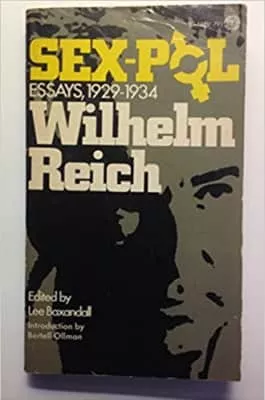 SEX-POL
ESSAYS, 1929-1934
Wilhelm
Reich
Edited by
Lee Baxandall
Introduction by
Bertell Ollman